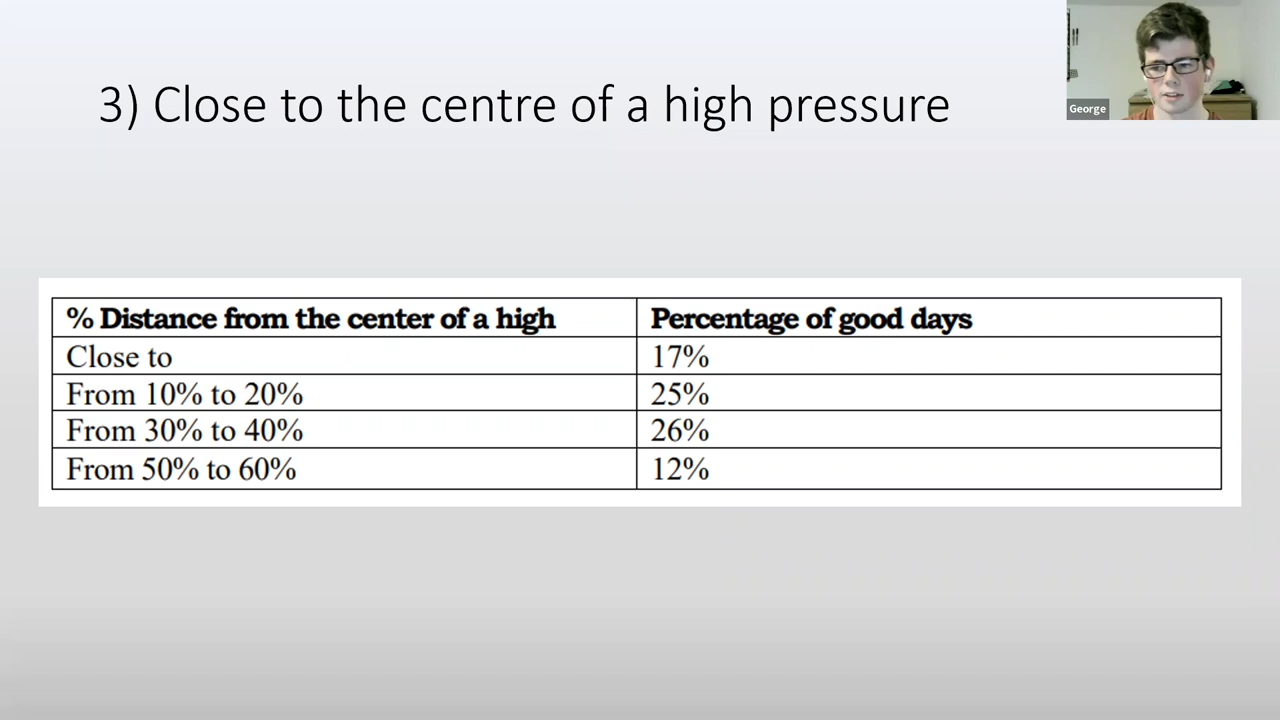 3) Close to the centre of a high pressure
George
% Distance from the center of a high Percentage of good days
Close to 17%
From 10% to 20% 25%
From 30% to 40% 26%
From 50% to 60% 12%